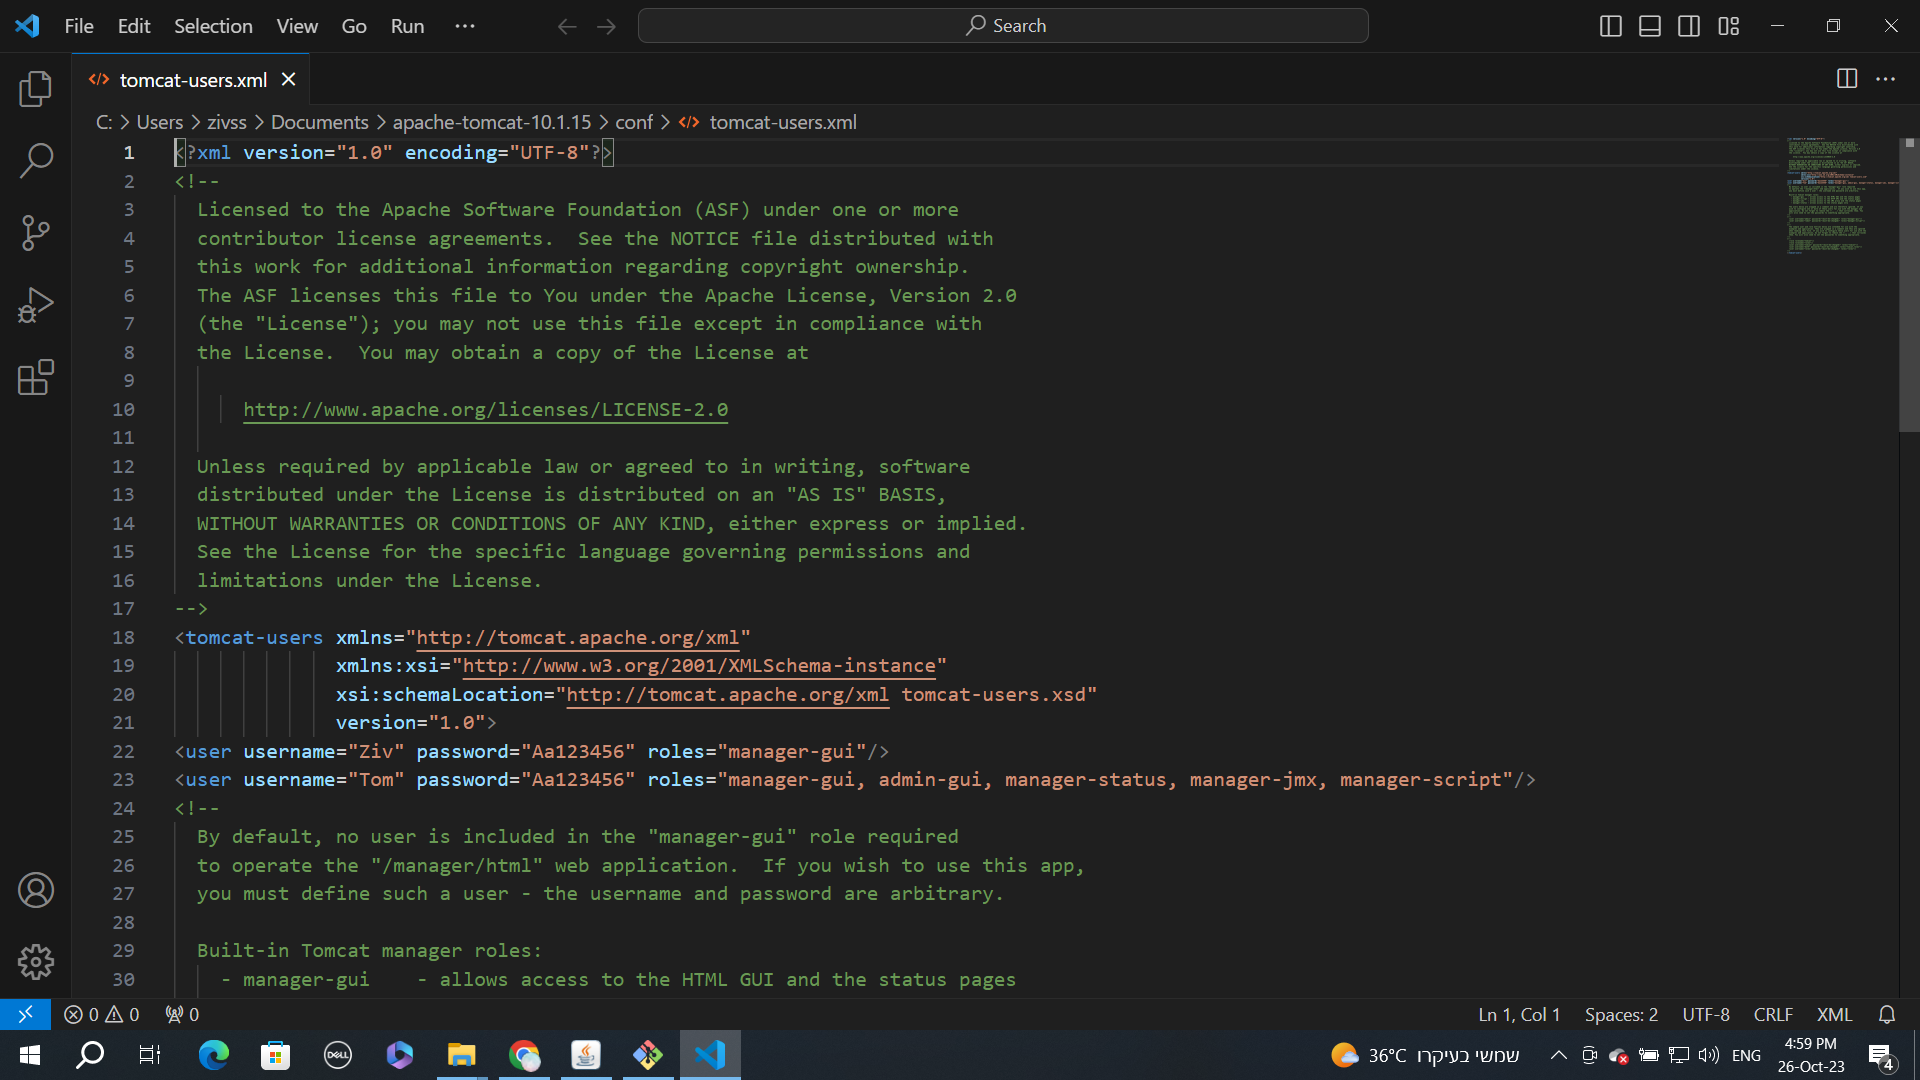 File Edit Selection View Go Run ··· Search
tomcat-users.xml
C: > Users > zivss > Documents > apache-tomcat-10.1.15 > conf > tomcat-users.xml
1 <?xml version="1.0" encoding="UTF-8"?>
2 <!--
3 Licensed to the Apache Software Foundation (ASF) under one or more
4 contributor license agreements.  See the NOTICE file distributed with
5 this work for additional information regarding copyright ownership.
6 The ASF licenses this file to You under the Apache License, Version 2.0
7 (the "License"); you may not use this file except in compliance with
8 the License.  You may obtain a copy of the License at
9
10 http://www.apache.org/licenses/LICENSE-2.0
11
12 Unless required by applicable law or agreed to in writing, software
13 distributed under the License is distributed on an "AS IS" BASIS,
14 WITHOUT WARRANTIES OR CONDITIONS OF ANY KIND, either express or implied.
15 See the License for the specific language governing permissions and
16 limitations under the License.
17 -->
18 <tomcat-users xmlns="http://tomcat.apache.org/xml"
19 xmlns:xsi="http://www.w3.org/2001/XMLSchema-instance"
20 xsi:schemaLocation="http://tomcat.apache.org/xml tomcat-users.xsd"
21 version="1.0">
22 <user username="Ziv" password="Aa123456" roles="manager-gui"/>
23 <user username="Tom" password="Aa123456" roles="manager-gui, admin-gui, manager-status, manager-jmx, manager-script"/>
24 <!--
25 By default, no user is included in the "manager-gui" role required
26 to operate the "/manager/html" web application.  If you wish to use this app,
27 you must define such a user - the username and password are arbitrary.
28
29 Built-in Tomcat manager roles:
30 - manager-gui    - allows access to the HTML GUI and the status pages
0 0 0 Ln 1, Col 1 Spaces: 2 UTF-8 CRLF XML
DELL 36°C שמשי בעיקרו ENG 4:59 PM
26-Oct-23 4